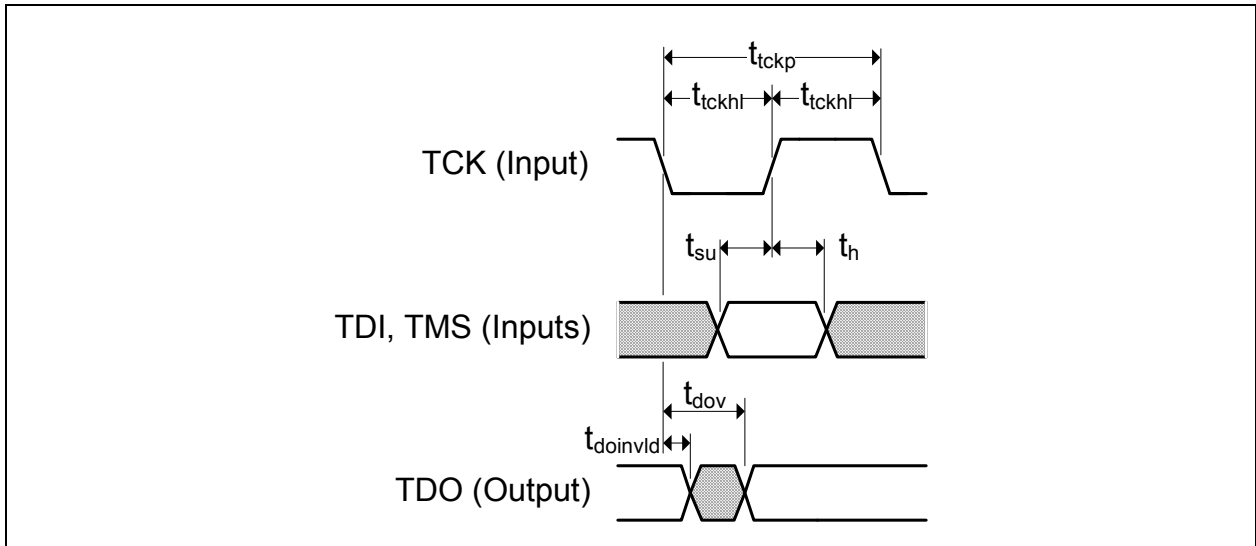 t_tckp
t_tckhl t_tckhl
TCK (Input)
t_su t_h
TDI, TMS (Inputs)
t_dov
t_doinvld
TDO (Output)